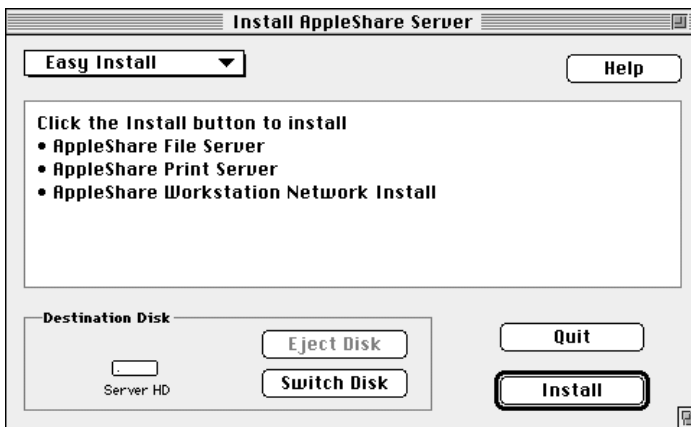 Install AppleShare Server
Easy Install
Help
Click the Install button to install
• AppleShare File Server
• AppleShare Print Server
• AppleShare Workstation Network Install
Destination Disk
Eject Disk
Server HD
Switch Disk
Quit
Install